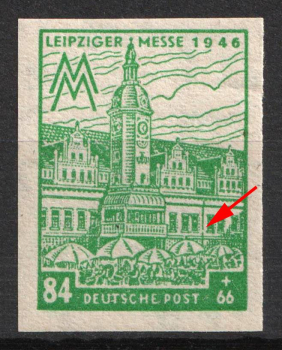 LEIPZIGER MESSE 1946
MM
84 DEUTSCHE POST +66